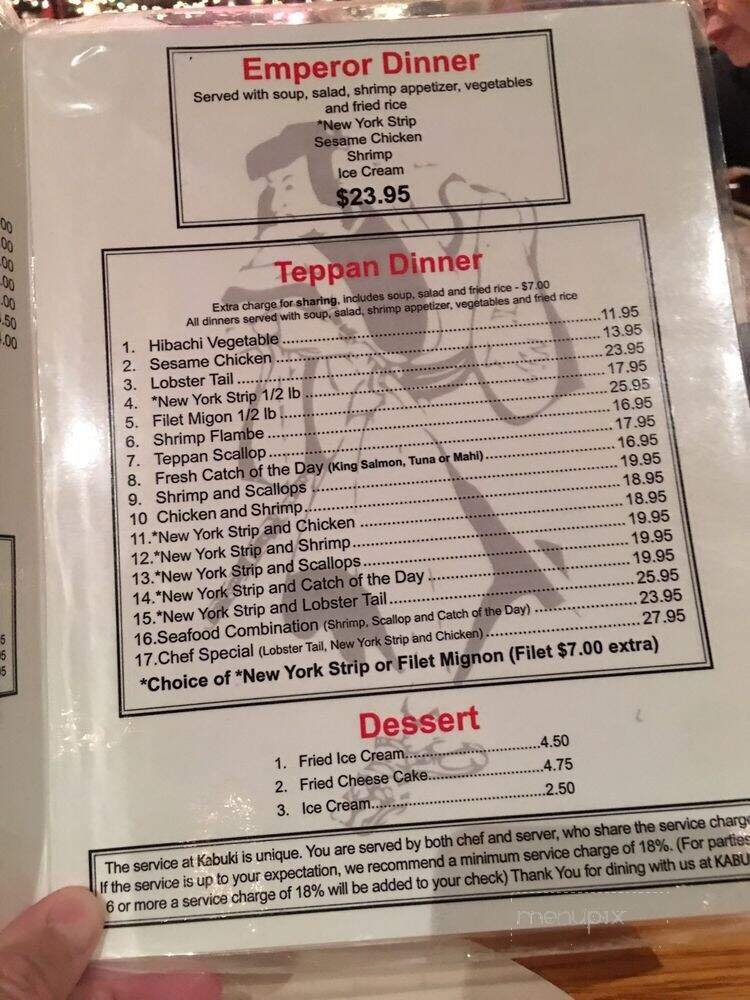 Emperor Dinner
Served with soup, salad, shrimp appetizer, vegetables
and fried rice
*New York Strip
Sesame Chicken
Shrimp
Ice Cream
$23.95
Teppan Dinner
Extra charge for sharing, includes soup, salad and fried rice - $7.00
All dinners served with soup, salad, shrimp appetizer, vegetables and fried rice
1. Hibachi Vegetable 11.95
2. Sesame Chicken 13.95
3. Lobster Tail 23.95
4. *New York Strip 1/2 lb 17.95
5. Filet Migon 1/2 lb 25.95
6. Shrimp Flambe 16.95
7. Teppan Scallop 17.95
8. Fresh Catch of the Day (King Salmon, Tuna or Mahi) 16.95
9. Shrimp and Scallops 19.95
10 Chicken and Shrimp 18.95
11.*New York Strip and Chicken 18.95
12.*New York Strip and Shrimp 19.95
13.*New York Strip and Scallops 19.95
14.*New York Strip and Catch of the Day 19.95
15.*New York Strip and Lobster Tail 25.95
16.Seafood Combination (Shrimp, Scallop and Catch of the Day) 23.95
17.Chef Special (Lobster Tail, New York Strip and Chicken) 27.95
*Choice of *New York Strip or Filet Mignon (Filet $7.00 extra)
Dessert
1. Fried Ice Cream 4.50
2. Fried Cheese Cake 4.75
3. Ice Cream 2.50
The service at Kabuki is unique. You are served by both chef and server, who share the service charge
If the service is up to your expectation, we recommend a minimum service charge of 18%. (For parties
6 or more a service charge of 18% will be added to your check) Thank You for dining with us at KABU
menupix